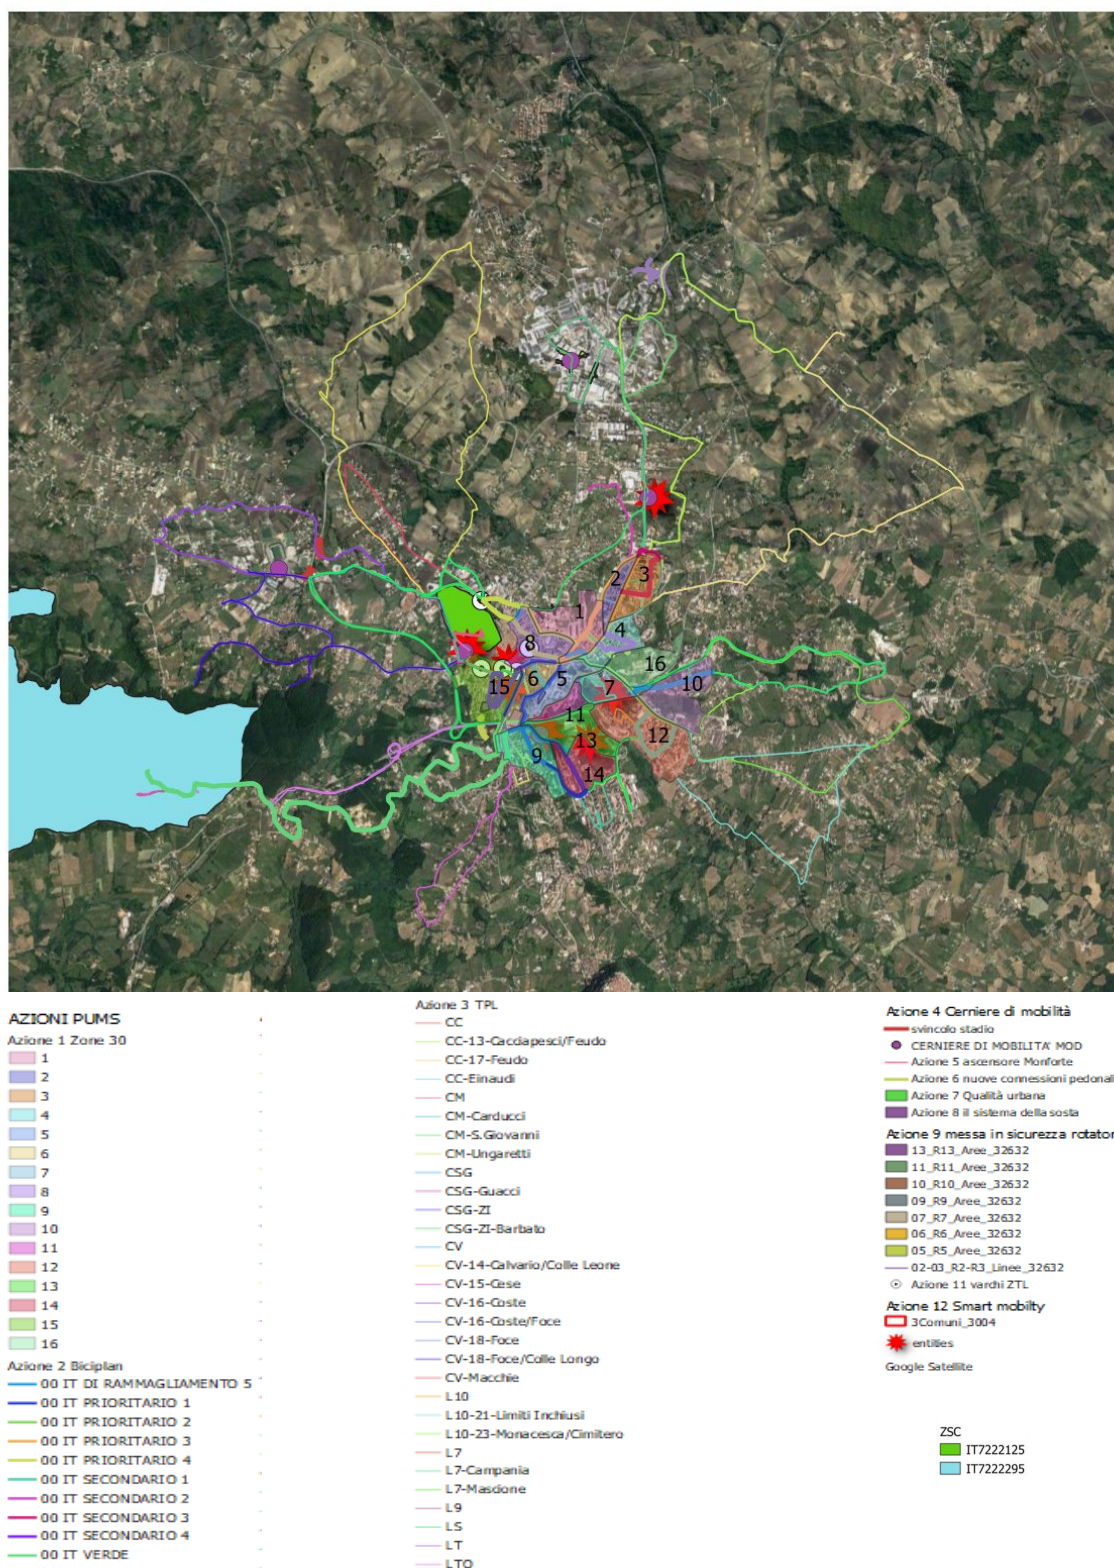 1
2
3
4
5
6
7
8
9
10
11
12
13
14
15
16
AZIONI PUMS
Azione 1 Zone 30
1
2
3
4
5
6
7
8
9
10
11
12
13
14
15
16
Azione 2 Biciplan
00 IT DI RAMMAGLIAMENTO 5
00 IT PRIORITARIO 1
00 IT PRIORITARIO 2
00 IT PRIORITARIO 3
00 IT PRIORITARIO 4
00 IT SECONDARIO 1
00 IT SECONDARIO 2
00 IT SECONDARIO 3
00 IT SECONDARIO 4
00 IT VERDE
Azione 3 TPL
CC
CC-13-Cacciapesci/Feudo
CC-17-Feudo
CC-Einaudi
CM
CM-Carducci
CM-S.Giovanni
CM-Ungaretti
CSG
CSG-Guacci
CSG-ZI
CSG-ZI-Barbato
CV
CV-14-Calvario/Colle Leone
CV-15-Cese
CV-16-Coste
CV-16-Coste/Foce
CV-18-Foce
CV-18-Foce/Colle Longo
CV-Macchie
L10
L10-21-Limiti Inchiusi
L10-23-Monacesca/Cimitero
L7
L7-Campania
L7-Mascione
L9
LS
LT
LTO
Azione 4 Cerniere di mobilità
svincolo stadio
CERNIERE DI MOBILITA' MOD
Azione 5 ascensore Monforte
Azione 6 nuove connessioni pedonal
Azione 7 Qualità urbana
Azione 8 il sistema della sosta
Azione 9 messa in sicurezza rotator
13_R13_Aree_32632
11_R11_Aree_32632
10_R10_Aree_32632
09_R9_Aree_32632
07_R7_Aree_32632
06_R6_Aree_32632
05_R5_Aree_32632
02-03_R2-R3_Linee_32632
Azione 11 varchi ZTL
Azione 12 Smart mobilty
3Comuni_3004
entities
Google Satellite
ZSC
IT7222125
IT7222295